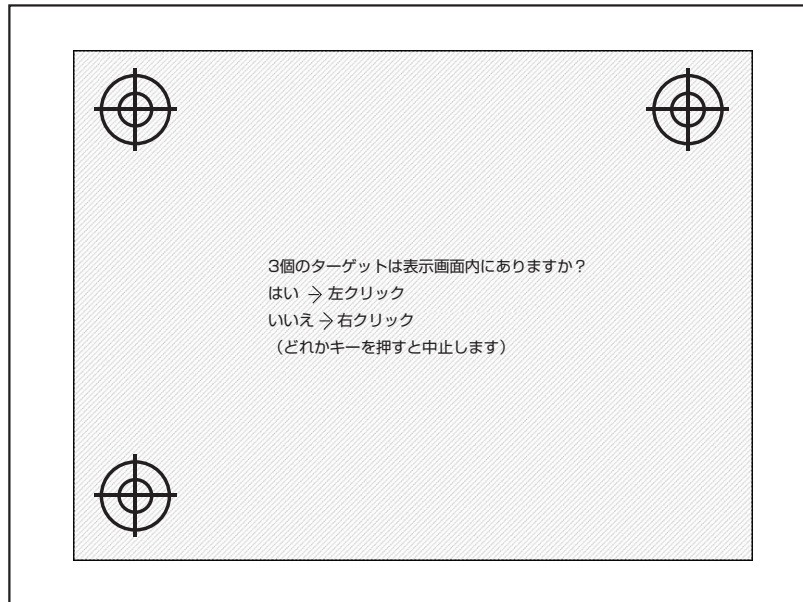 3個のターゲットは表示画面内にありますか？
はい → 左クリック
いいえ → 右クリック
（どれかキーを押すと中止します）